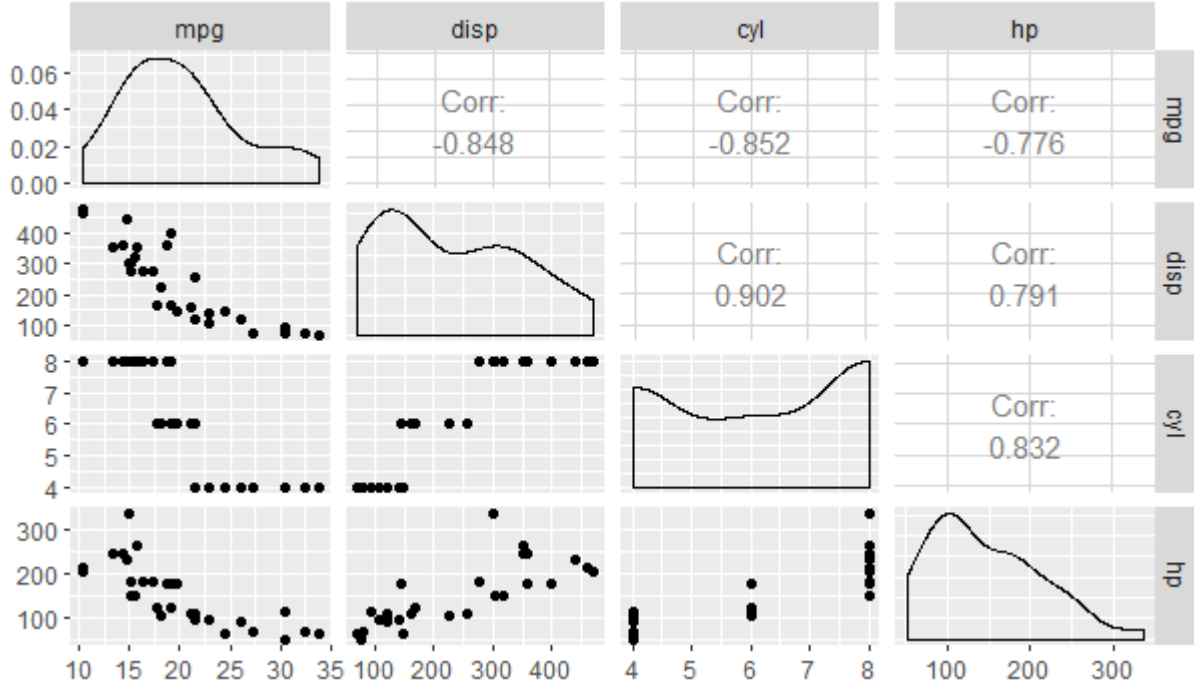 mpg disp cyl hp
0.06
0.04
0.02
0.00
Corr:
-0.848
Corr:
-0.852
Corr:
-0.776
mpg
400
300
200
100
Corr:
0.902
Corr:
0.791
disp
8
7
6
5
4
Corr:
0.832
cyl
300
200
100
hp
10 15 20 25 30 35 100 200 300 400 4 5 6 7 8 100 200 300